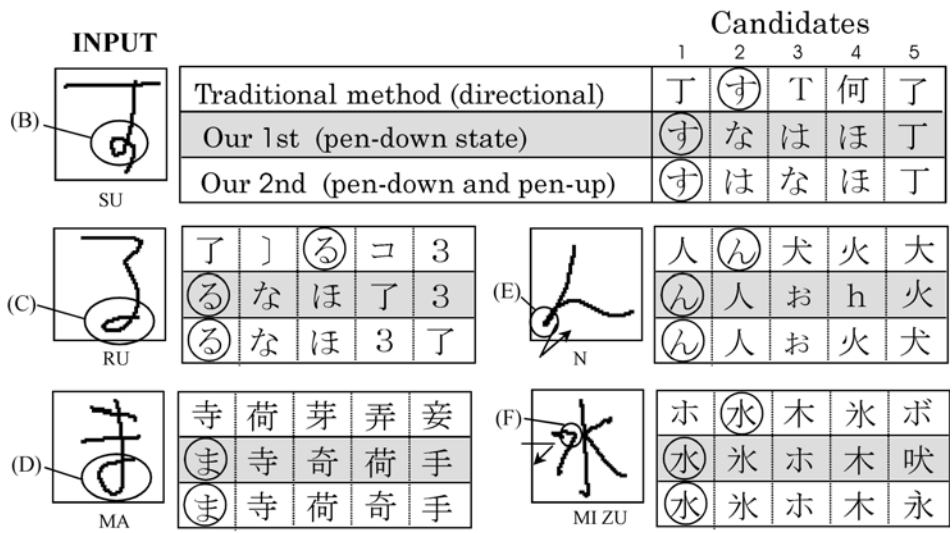 Candidates
INPUT
1 2 3 4 5
(B)
SU
Traditional method (directional) 丁 す T 何 了
Our 1st (pen-down state) す な は ほ 丁
Our 2nd (pen-down and pen-up) す は な ほ 丁
(C)
RU
了 〕 る コ 3
る な ほ 了 3
る な ほ 3 了
(E)
N
人 ん 犬 火 大
ん 人 お h 火
ん 人 お 火 犬
(D)
MA
寺 荷 芽 弄 妾
ま 寺 奇 荷 手
ま 寺 荷 奇 手
(F)
MI ZU
ホ 水 木 氷 ボ
水 氷 ホ 木 吠
水 氷 ホ 木 永